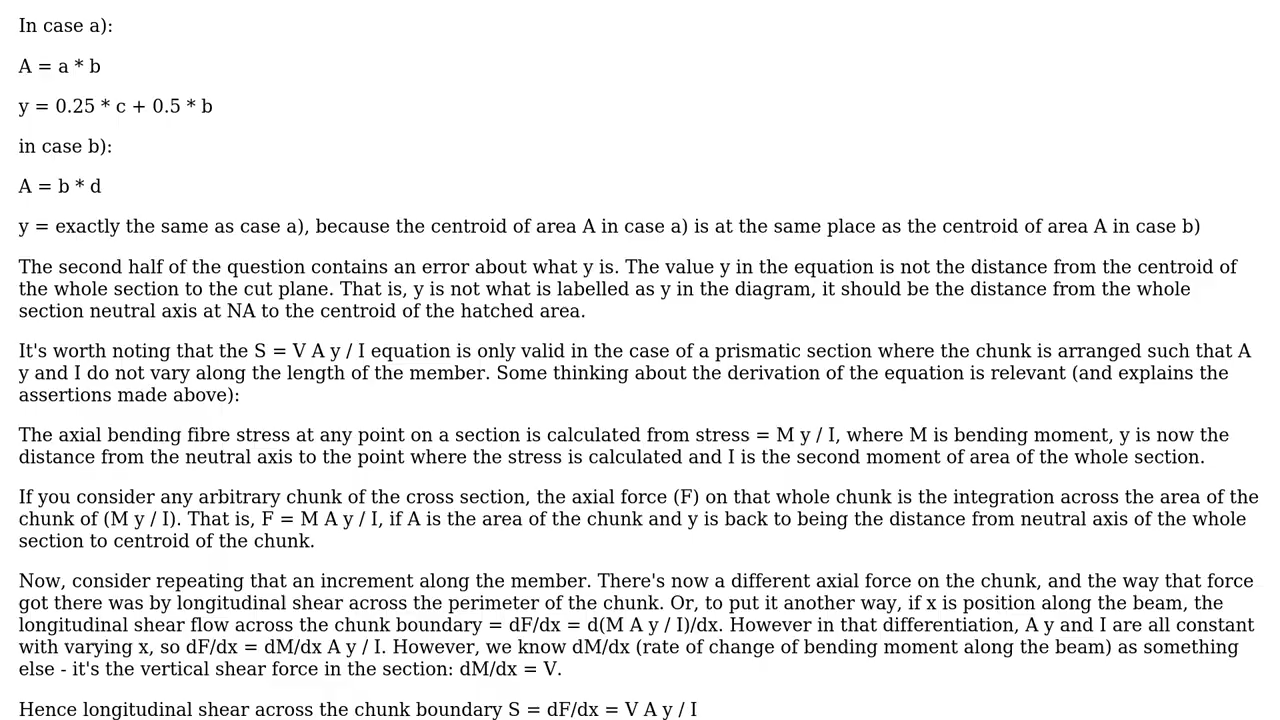 In case a):
A = a * b
y = 0.25 * c + 0.5 * b
in case b):
A = b * d
y = exactly the same as case a), because the centroid of area A in case a) is at the same place as the centroid of area A in case b)
The second half of the question contains an error about what y is. The value y in the equation is not the distance from the centroid of
the whole section to the cut plane. That is, y is not what is labelled as y in the diagram, it should be the distance from the whole
section neutral axis at NA to the centroid of the hatched area.
It's worth noting that the S = V A y / I equation is only valid in the case of a prismatic section where the chunk is arranged such that A
y and I do not vary along the length of the member. Some thinking about the derivation of the equation is relevant (and explains the
assertions made above):
The axial bending fibre stress at any point on a section is calculated from stress = M y / I, where M is bending moment, y is now the
distance from the neutral axis to the point where the stress is calculated and I is the second moment of area of the whole section.
If you consider any arbitrary chunk of the cross section, the axial force (F) on that whole chunk is the integration across the area of the
chunk of (M y / I). That is, F = M A y / I, if A is the area of the chunk and y is back to being the distance from neutral axis of the whole
section to centroid of the chunk.
Now, consider repeating that an increment along the member. There's now a different axial force on the chunk, and the way that force
got there was by longitudinal shear across the perimeter of the chunk. Or, to put it another way, if x is position along the beam, the
longitudinal shear flow across the chunk boundary = dF/dx = d(M A y / I)/dx. However in that differentiation, A y and I are all constant
with varying x, so dF/dx = dM/dx A y / I. However, we know dM/dx (rate of change of bending moment along the beam) as something
else - it's the vertical shear force in the section: dM/dx = V.
Hence longitudinal shear across the chunk boundary S = dF/dx = V A y / I